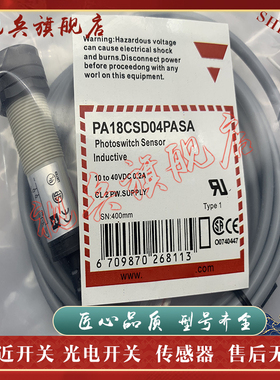 Warning: Hazardous voltage
can cause electrical shock
and burns. Disconnect power
before proceeding with any
work this equipment.
PA18CSD04PASA
Photoswitch Sensor
Inductive
10 to 40VDC 0.2A
CL 2 PW.SUPPLY
SN:400mm
Type 1
O0740447
6 709870 268113
兵旗舰店
匠心品质 型号齐全
近开关 光电开关 传感器 售后无